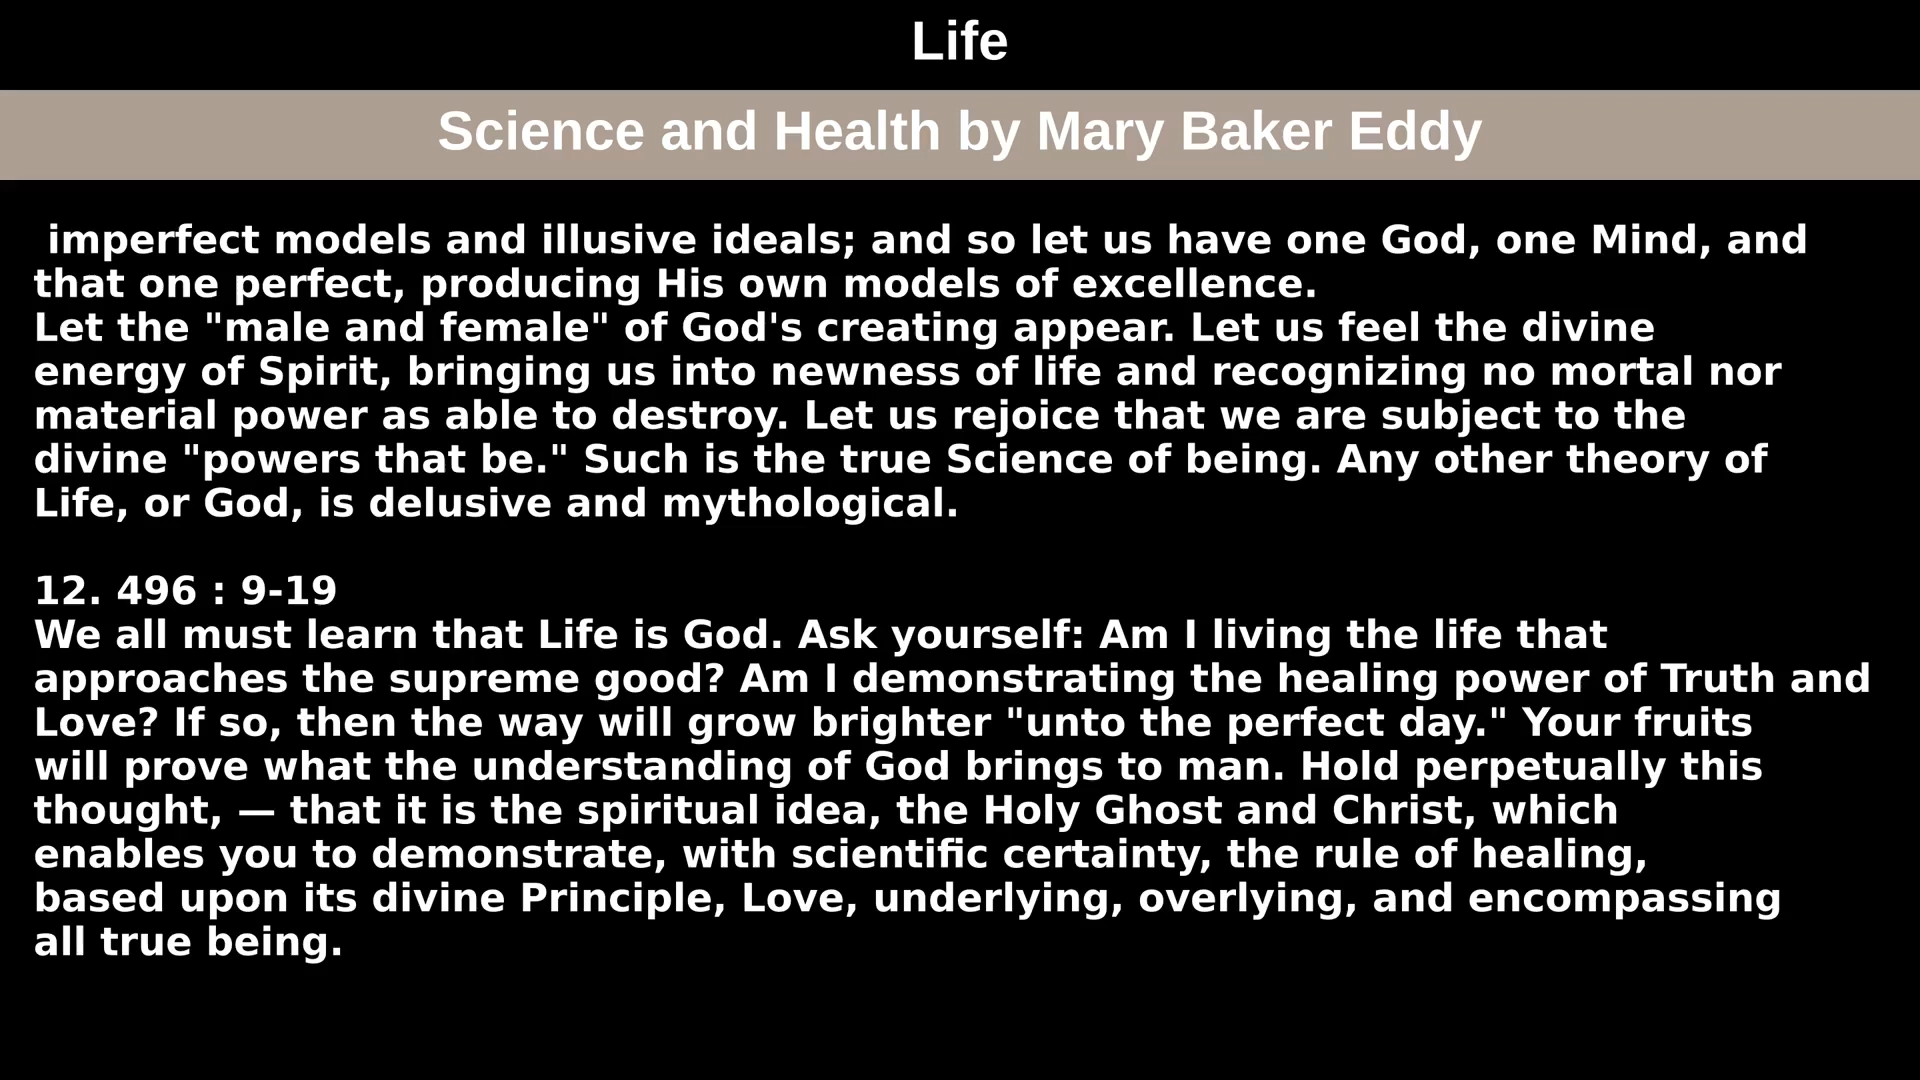 Life
Science and Health by Mary Baker Eddy
imperfect models and illusive ideals; and so let us have one God, one Mind, and
that one perfect, producing His own models of excellence.
Let the "male and female" of God's creating appear. Let us feel the divine
energy of Spirit, bringing us into newness of life and recognizing no mortal nor
material power as able to destroy. Let us rejoice that we are subject to the
divine "powers that be." Such is the true Science of being. Any other theory of
Life, or God, is delusive and mythological.
12. 496 : 9-19
We all must learn that Life is God. Ask yourself: Am I living the life that
approaches the supreme good? Am I demonstrating the healing power of Truth and
Love? If so, then the way will grow brighter "unto the perfect day." Your fruits
will prove what the understanding of God brings to man. Hold perpetually this
thought, — that it is the spiritual idea, the Holy Ghost and Christ, which
enables you to demonstrate, with scientific certainty, the rule of healing,
based upon its divine Principle, Love, underlying, overlying, and encompassing
all true being.